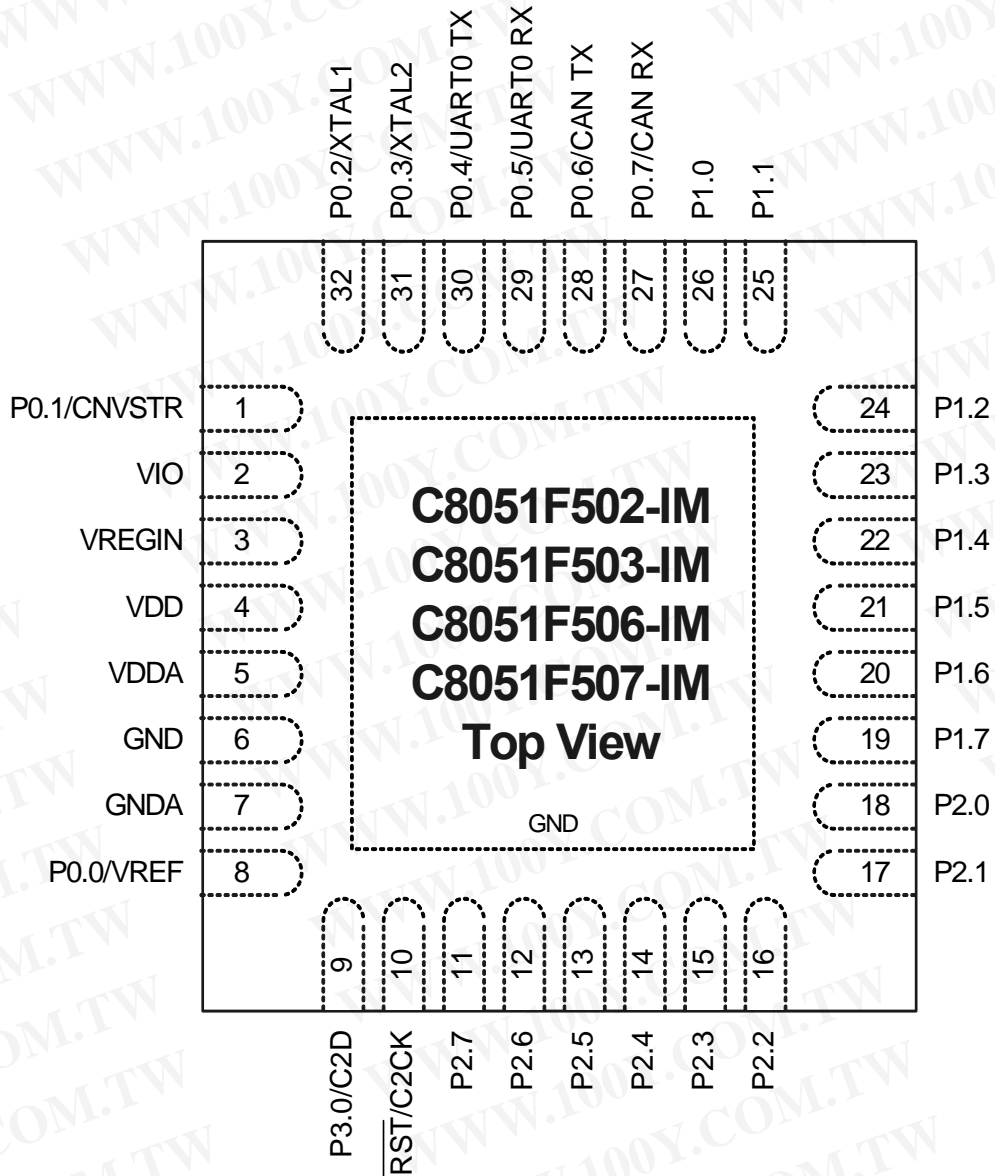 P0.2/XTAL1
P0.3/XTAL2
P0.4/UART0 TX
P0.5/UART0 RX
P0.6/CAN TX
P0.7/CAN RX
P1.0
P1.1
32
31
30
29
28
27
26
25
P0.1/CNVSTR 1
VIO 2
VREGIN 3
VDD 4
VDDA 5
GND 6
GNDA 7
P0.0/VREF 8
C8051F502-IM
C8051F503-IM
C8051F506-IM
C8051F507-IM
Top View
GND
24 P1.2
23 P1.3
22 P1.4
21 P1.5
20 P1.6
19 P1.7
18 P2.0
17 P2.1
9
10
11
12
13
14
15
16
P3.0/C2D
RST/C2CK
P2.7
P2.6
P2.5
P2.4
P2.3
P2.2
WWW.100Y.COM.TW